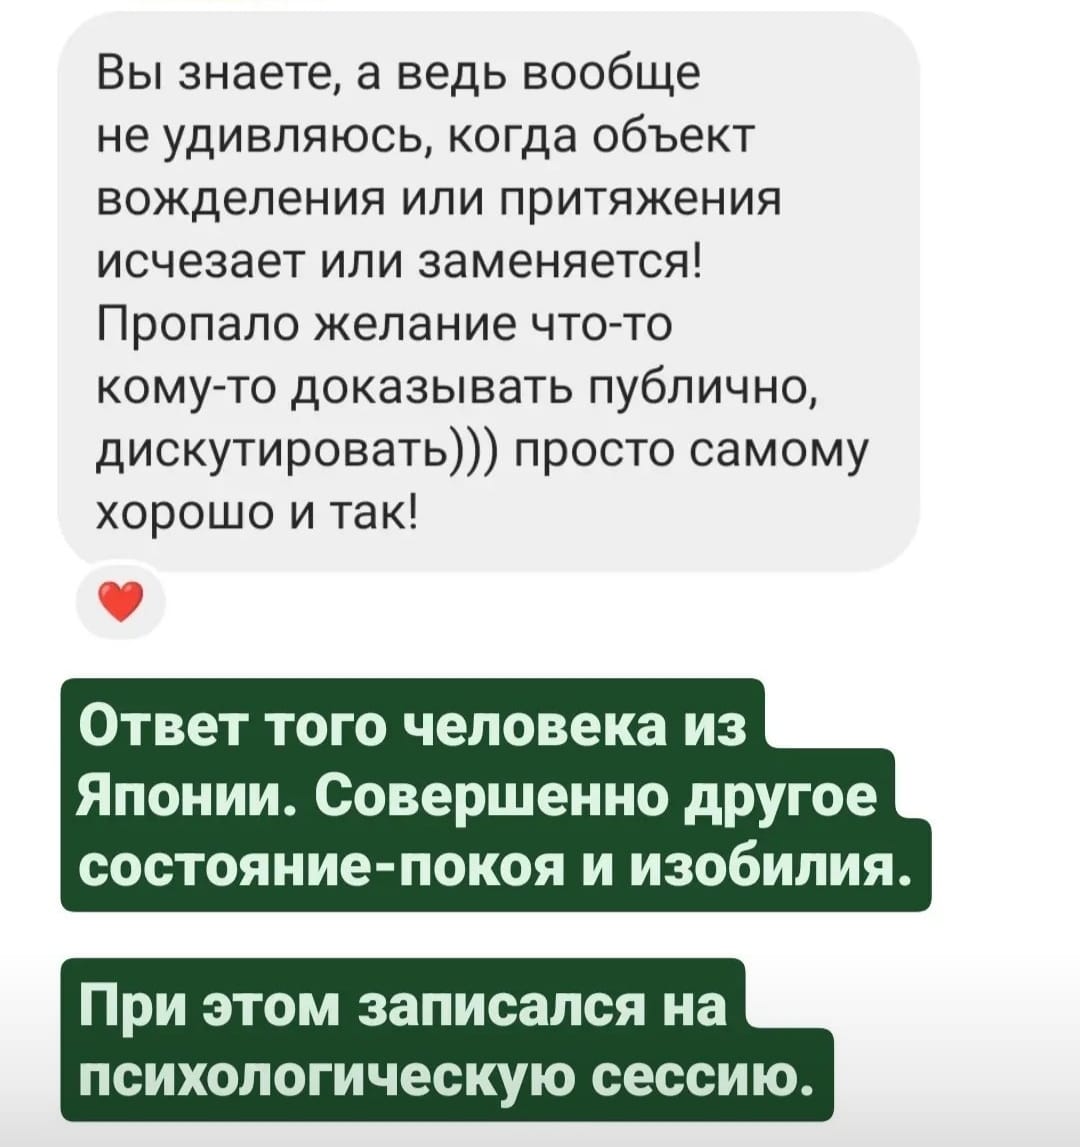 Вы знаете, а ведь вообще
не удивляюсь, когда объект
вожделения или притяжения
исчезает или заменяется!
Пропало желание что-то
кому-то доказывать публично,
дискутировать))) просто самому
хорошо и так!
Ответ того человека из
Японии. Совершенно другое
состояние-покоя и изобилия.
При этом записался на
психологическую сессию.